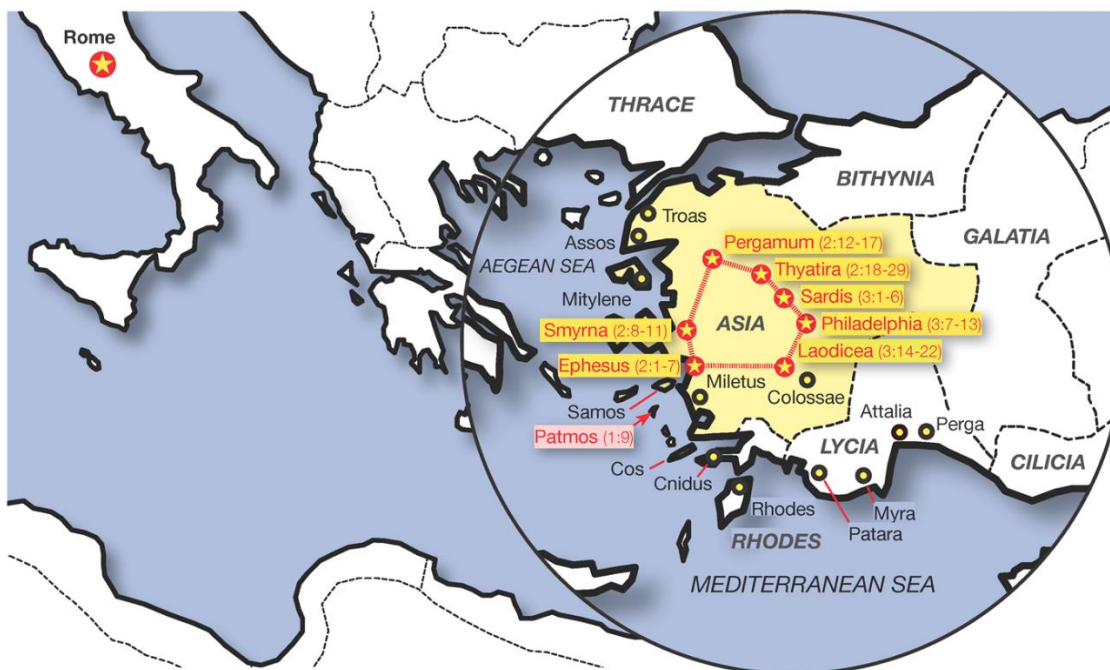 Rome
THRACE
BITHYNIA
GALATIA
Troas
Assos
Pergamum (2:12-17)
AEGEAN SEA
Thyatira (2:18-29)
Mitylene
Sardis (3:1-6)
Smyrna (2:8-11)
ASIA
Philadelphia (3:7-13)
Ephesus (2:1-7)
Laodicea (3:14-22)
Miletus
Colossae
Samos
Patmos (1:9)
Attalia
Perga
LYCIA
CILICIA
Cos
Cnidus
Rhodes
Myra
Patara
RHODES
MEDITERRANEAN SEA